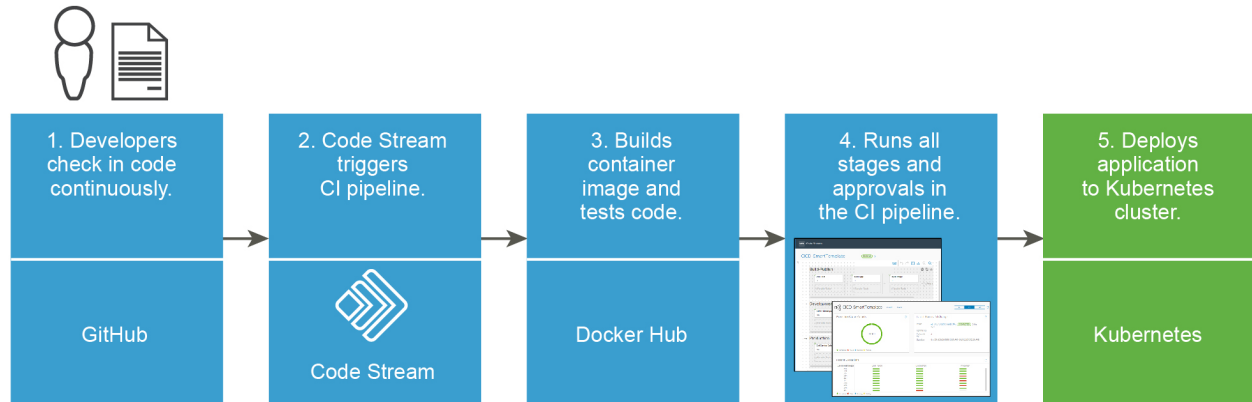 1. Developers
check in code
continuously.
GitHub
2. Code Stream
triggers
CI pipeline.
Code Stream
3. Builds
container
image and
tests code.
Docker Hub
4. Runs all
stages and
approvals in
the CI pipeline.
5. Deploys
application
to Kubernetes
cluster.
Kubernetes